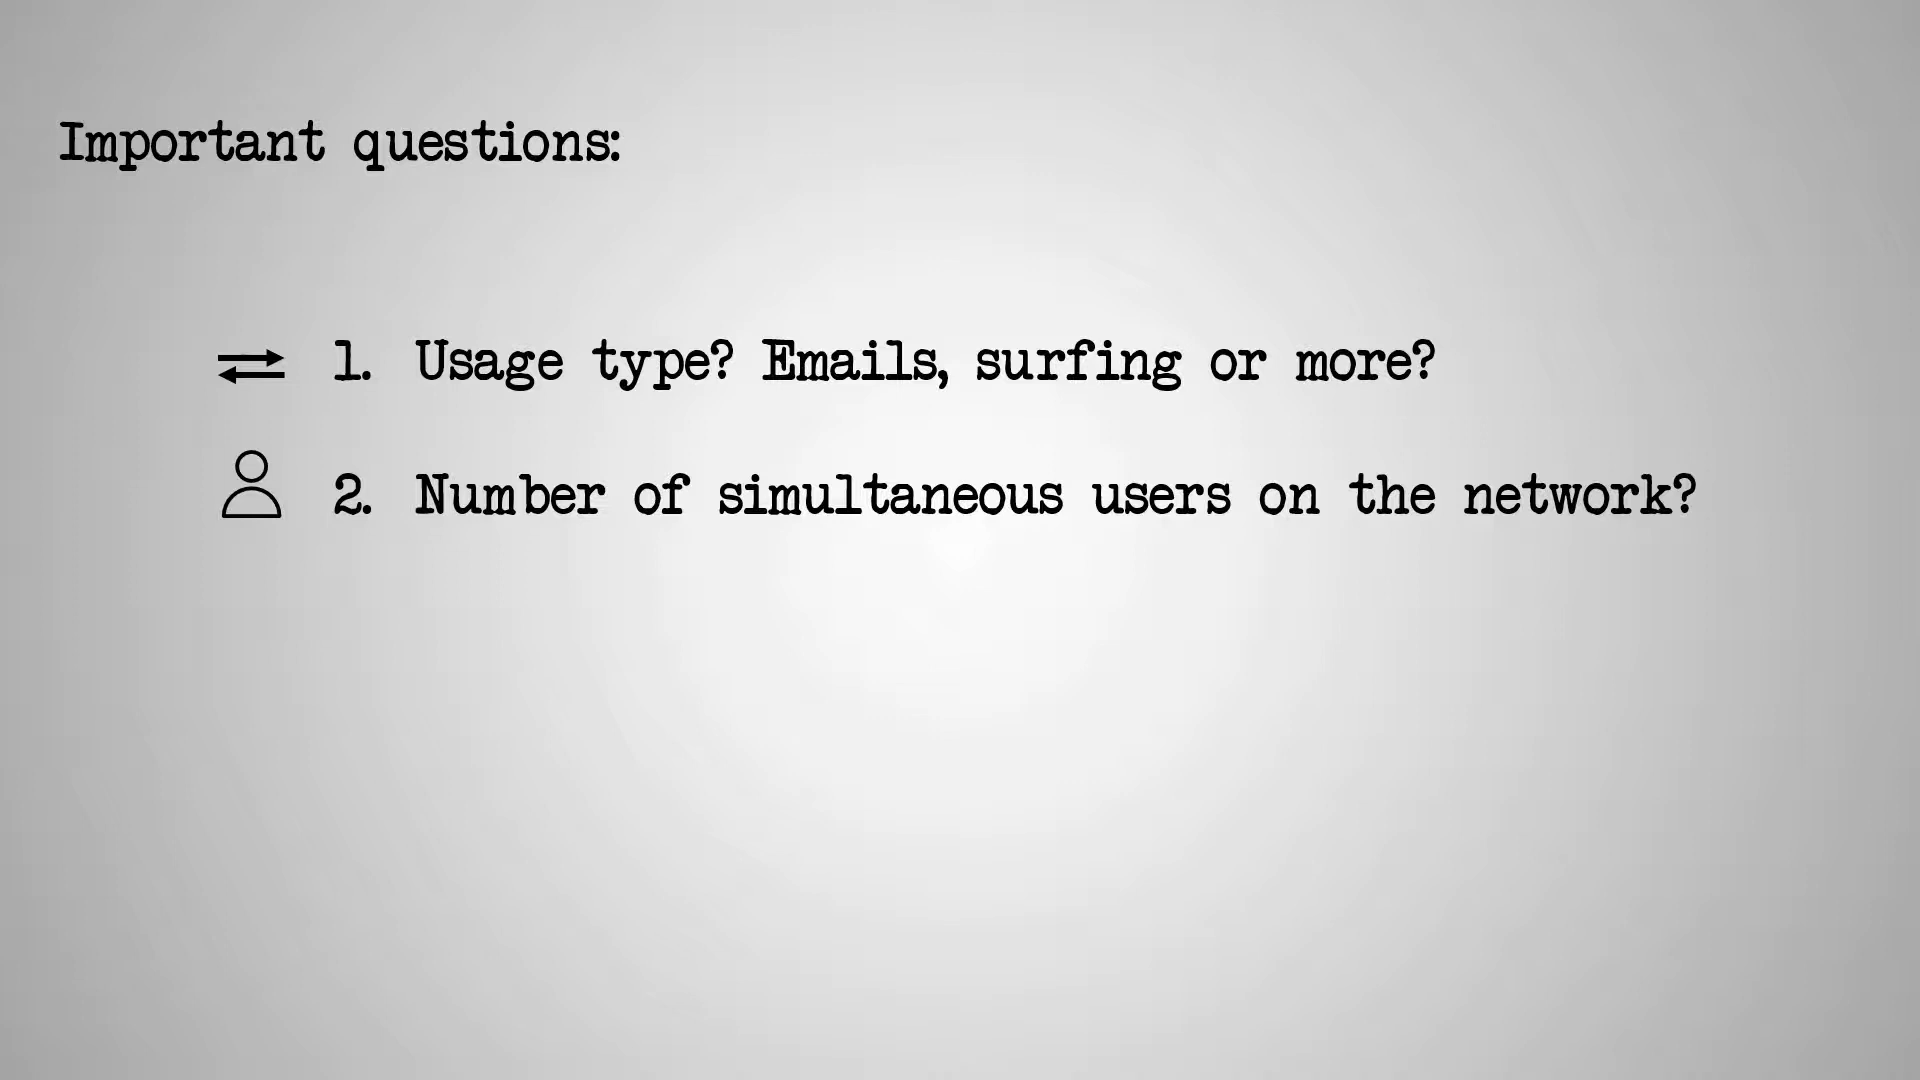 Important questions:
1. Usage type? Emails, surfing or more?
2. Number of simultaneous users on the network?